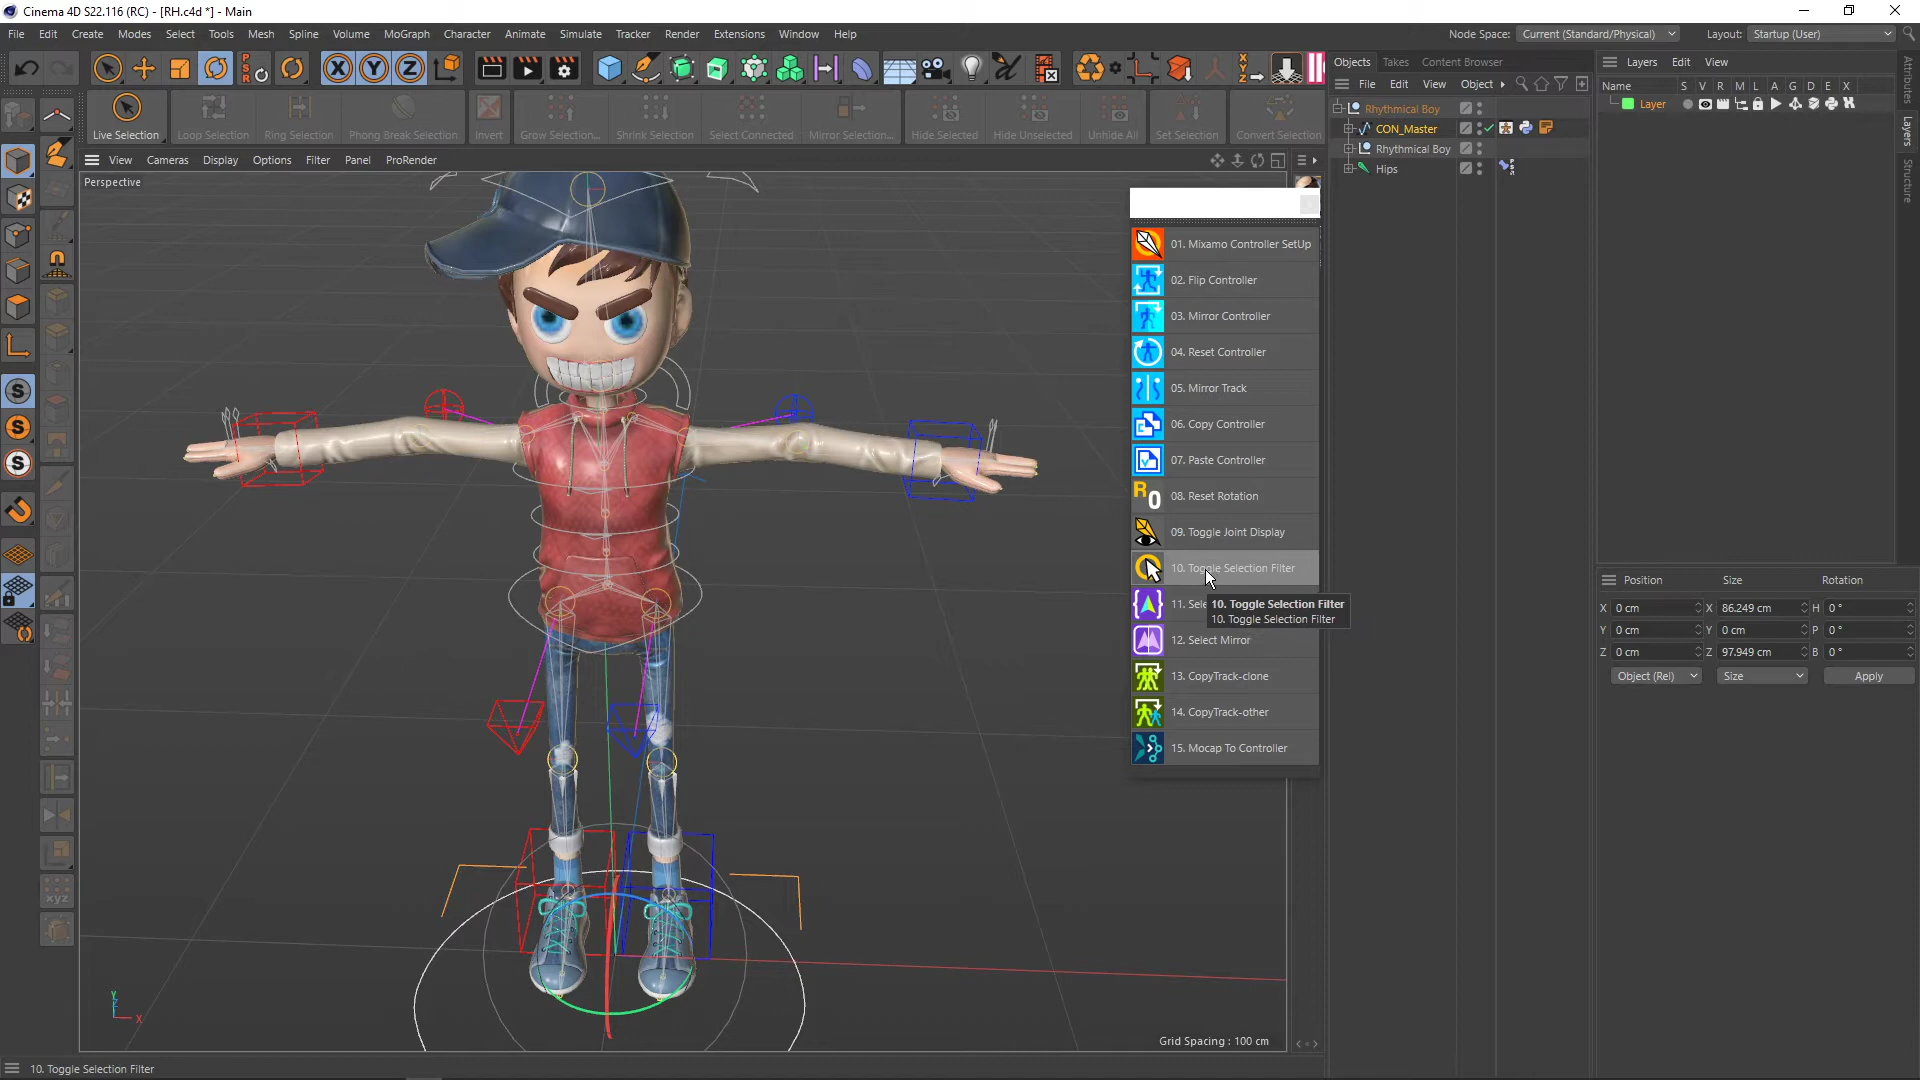 Cinema 4D S22.116 (RC) - [RH.c4d *] - Main
File Edit Create Modes Select Tools Mesh Spline Volume MoGraph Character Animate Simulate Tracker Render Extensions Window Help
Node Space: Current (Standard/Physical) Layout: Startup (User)
Live Selection Loop Selection Ring Selection Phong Break Selection Invert Grow Selection... Shrink Selection Select Connected Mirror Selection... Hide Selected Hide Unselected Unhide All Set Selection Convert Selection
View Cameras Display Options Filter Panel ProRender
Perspective
01. Mixamo Controller SetUp
02. Flip Controller
03. Mirror Controller
04. Reset Controller
05. Mirror Track
06. Copy Controller
07. Paste Controller
08. Reset Rotation
09. Toggle Joint Display
10. Toggle Selection Filter
11. Sele
10. Toggle Selection Filter
10. Toggle Selection Filter
12. Select Mirror
13. CopyTrack-clone
14. CopyTrack-other
15. Mocap To Controller
Y
X
Grid Spacing : 100 cm
10. Toggle Selection Filter
Objects Takes Content Browser
File Edit View Object
Rhythmical Boy
CON_Master
Rhythmical Boy
Hips
Layers Edit View
Name S V R M L A G D E X
Layer
Attributes
Layers
Structure
Position Size Rotation
X 0 cm X 86.249 cm H 0 °
Y 0 cm Y 0 cm P 0 °
Z 0 cm Z 97.949 cm B 0 °
Object (Rel) Size Apply